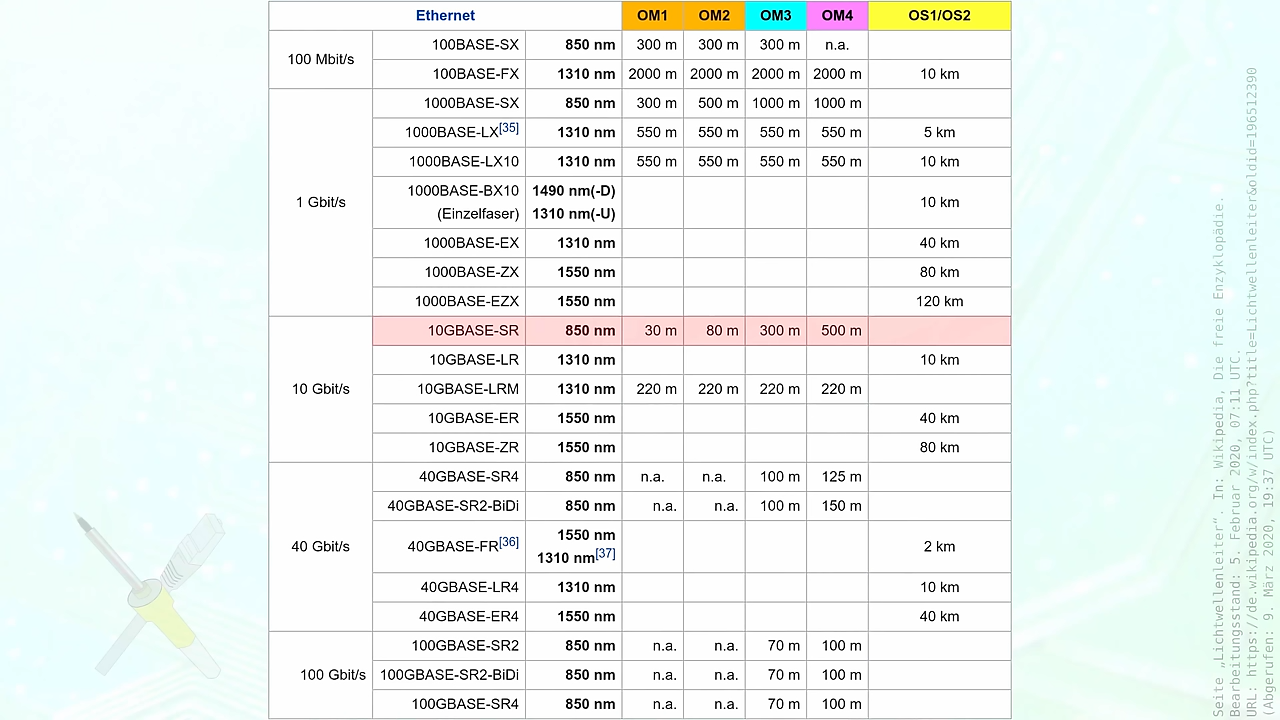 Ethernet OM1 OM2 OM3 OM4 OS1/OS2
100 Mbit/s
100BASE-SX 850 nm 300 m 300 m 300 m n.a.
100BASE-FX 1310 nm 2000 m 2000 m 2000 m 2000 m 10 km
1 Gbit/s
1000BASE-SX 850 nm 300 m 500 m 1000 m 1000 m
1000BASE-LX[35] 1310 nm 550 m 550 m 550 m 550 m 5 km
1000BASE-LX10 1310 nm 550 m 550 m 550 m 550 m 10 km
1000BASE-BX10 1490 nm(-D)
(Einzelfaser) 1310 nm(-U) 10 km
1000BASE-EX 1310 nm 40 km
1000BASE-ZX 1550 nm 80 km
1000BASE-EZX 1550 nm 120 km
10 Gbit/s
10GBASE-SR 850 nm 30 m 80 m 300 m 500 m
10GBASE-LR 1310 nm 10 km
10GBASE-LRM 1310 nm 220 m 220 m 220 m 220 m
10GBASE-ER 1550 nm 40 km
10GBASE-ZR 1550 nm 80 km
40 Gbit/s
40GBASE-SR4 850 nm n.a. n.a. 100 m 125 m
40GBASE-SR2-BiDi 850 nm n.a. n.a. 100 m 150 m
40GBASE-FR[36] 1550 nm
1310 nm[37] 2 km
40GBASE-LR4 1310 nm 10 km
40GBASE-ER4 1550 nm 40 km
100 Gbit/s
100GBASE-SR2 850 nm n.a. n.a. 70 m 100 m
100GBASE-SR2-BiDi 850 nm n.a. n.a. 70 m 100 m
100GBASE-SR4 850 nm n.a. n.a. 70 m 100 m
Seite „Lichtwellenleiter“. In: Wikipedia, Die freie Enzyklopädie.
Bearbeitungsstand: 5. Februar 2020, 07:11 UTC.
URL: https://de.wikipedia.org/w/index.php?title=Lichtwellenleiter&oldid=196512390
(Abgerufen: 9. März 2020, 19:37 UTC)